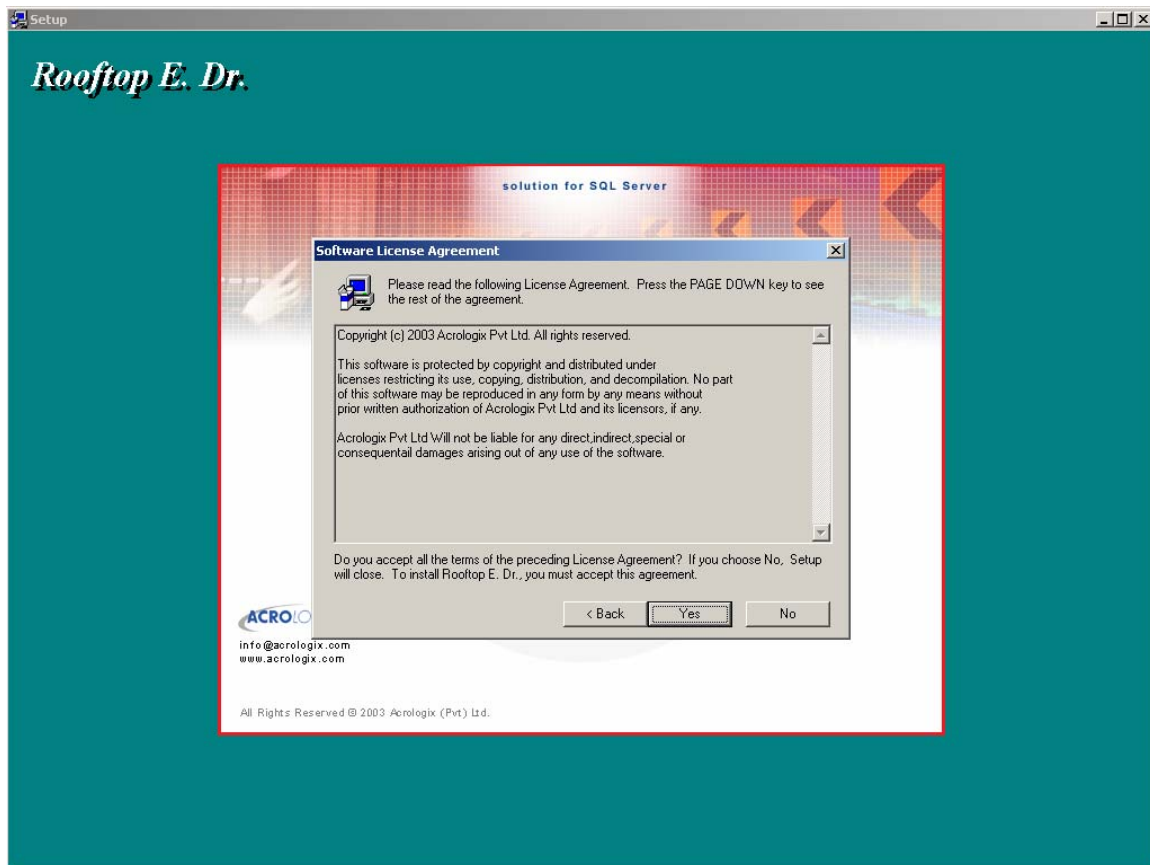 Setup
Rooftop E. Dr.
solution for SQL Server
Software License Agreement
Please read the following License Agreement. Press the PAGE DOWN key to see
the rest of the agreement.
Copyright (c) 2003 Acrologix Pvt Ltd. All rights reserved.
This software is protected by copyright and distributed under
licenses restricting its use, copying, distribution, and decompilation. No part
of this software may be reproduced in any form by any means without
prior written authorization of Acrologix Pvt Ltd and its licensors, if any.
Acrologix Pvt Ltd Will not be liable for any direct,indirect,special or
consequentail damages arising out of any use of the software.
Do you accept all the terms of the preceding License Agreement? If you choose No, Setup
will close. To install Rooftop E. Dr., you must accept this agreement.
< Back Yes No
ACROLO
info@acrologix.com
www.acrologix.com
All Rights Reserved © 2003 Acrologix (Pvt) Ltd.